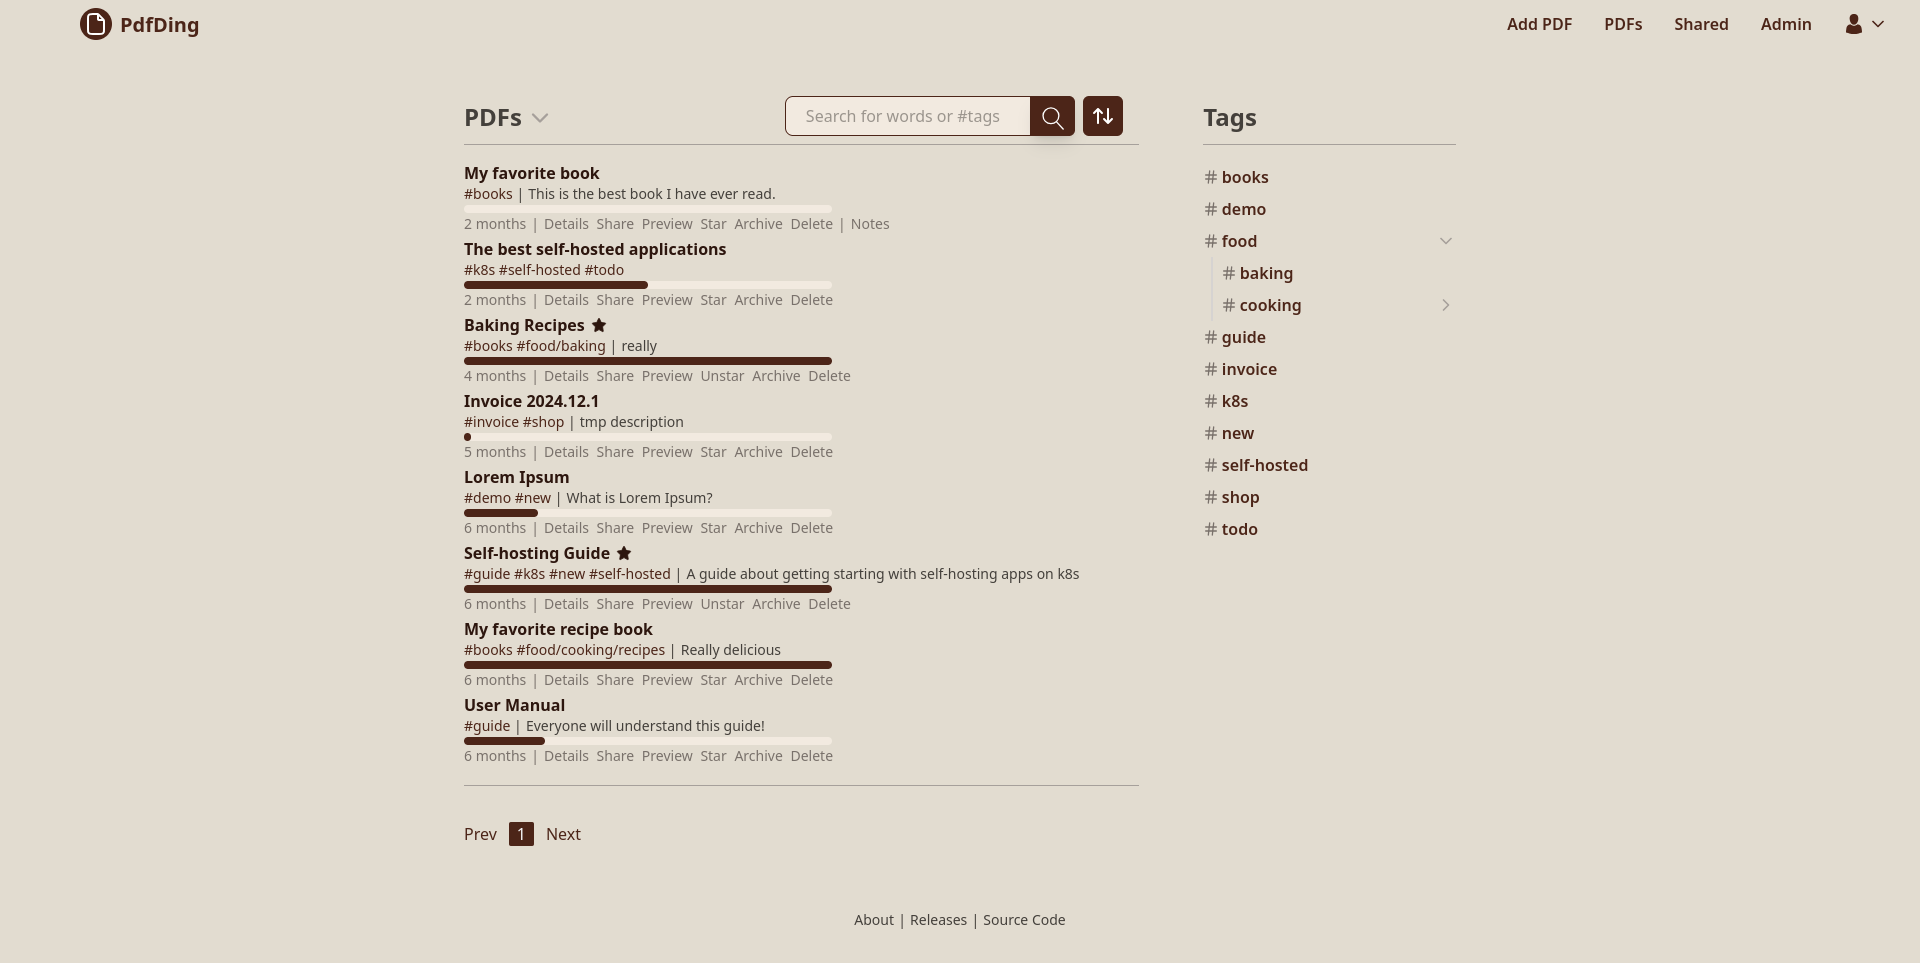 PdfDing
Add PDF PDFs Shared Admin
PDFs
Search for words or #tags
My favorite book
#books | This is the best book I have ever read.
2 months | Details Share Preview Star Archive Delete | Notes
The best self-hosted applications
#k8s #self-hosted #todo
2 months | Details Share Preview Star Archive Delete
Baking Recipes
#books #food/baking | really
4 months | Details Share Preview Unstar Archive Delete
Invoice 2024.12.1
#invoice #shop | tmp description
5 months | Details Share Preview Star Archive Delete
Lorem Ipsum
#demo #new | What is Lorem Ipsum?
6 months | Details Share Preview Star Archive Delete
Self-hosting Guide
#guide #k8s #new #self-hosted | A guide about getting starting with self-hosting apps on k8s
6 months | Details Share Preview Unstar Archive Delete
My favorite recipe book
#books #food/cooking/recipes | Really delicious
6 months | Details Share Preview Star Archive Delete
User Manual
#guide | Everyone will understand this guide!
6 months | Details Share Preview Star Archive Delete
Prev 1 Next
Tags
# books
# demo
# food
# baking
# cooking
# guide
# invoice
# k8s
# new
# self-hosted
# shop
# todo
About | Releases | Source Code